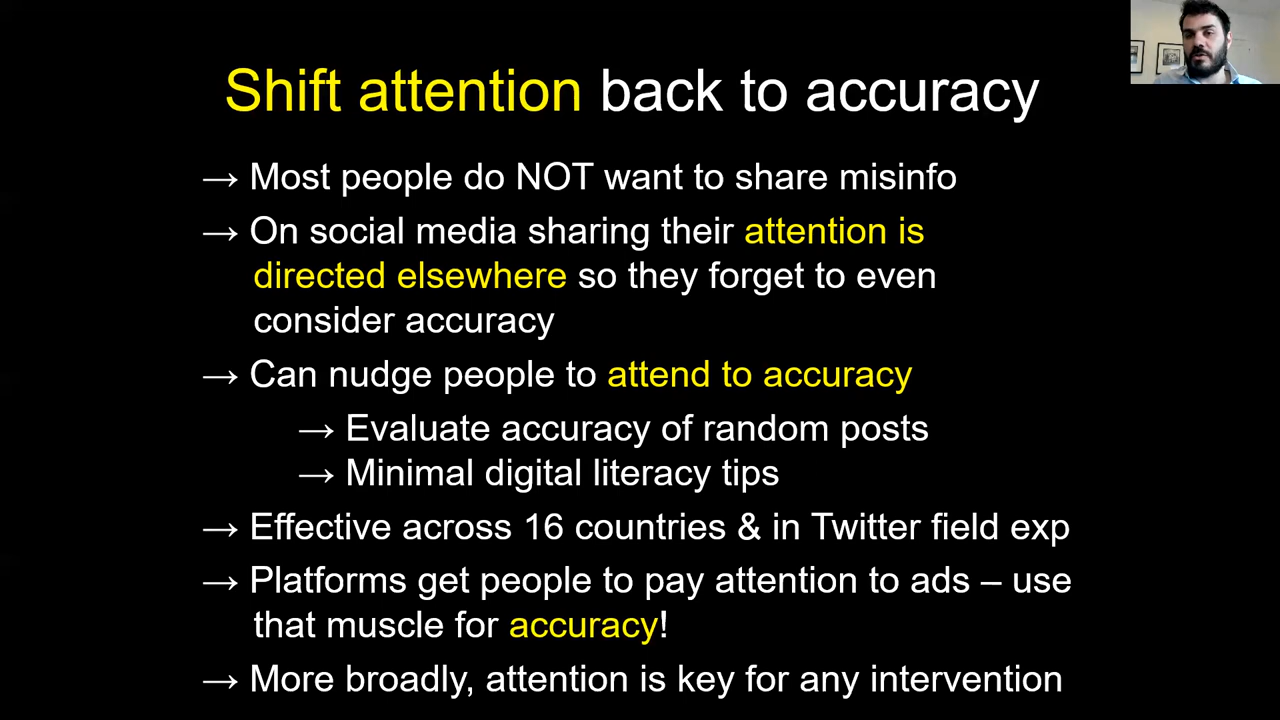 Shift attention back to accuracy
→ Most people do NOT want to share misinfo
→ On social media sharing their attention is
directed elsewhere so they forget to even
consider accuracy
→ Can nudge people to attend to accuracy
→ Evaluate accuracy of random posts
→ Minimal digital literacy tips
→ Effective across 16 countries & in Twitter field exp
→ Platforms get people to pay attention to ads – use
that muscle for accuracy!
→ More broadly, attention is key for any intervention